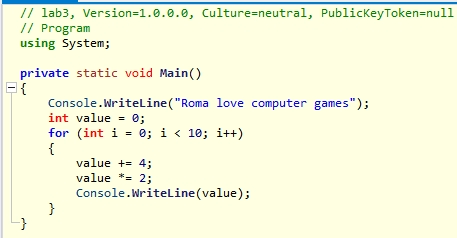 // lab3, Version=1.0.0.0, Culture=neutral, PublicKeyToken=null
// Program
using System;

private static void Main()
{
    Console.WriteLine("Roma love computer games");
    int value = 0;
    for (int i = 0; i < 10; i++)
    {
        value += 4;
        value *= 2;
        Console.WriteLine(value);
    }
}